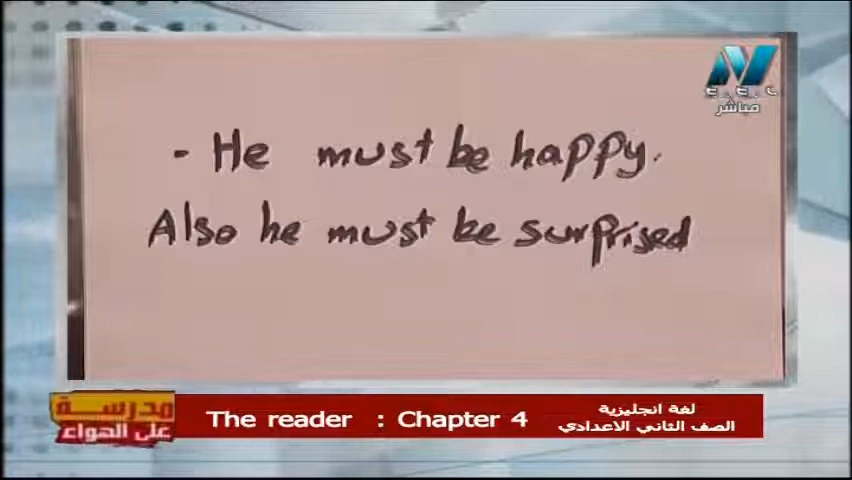 - He must be happy.
Also he must be surprised
مباشر
مدرسة
على الهواء
The reader : Chapter 4
لغة انجليزية
الصف الثاني الاعدادي